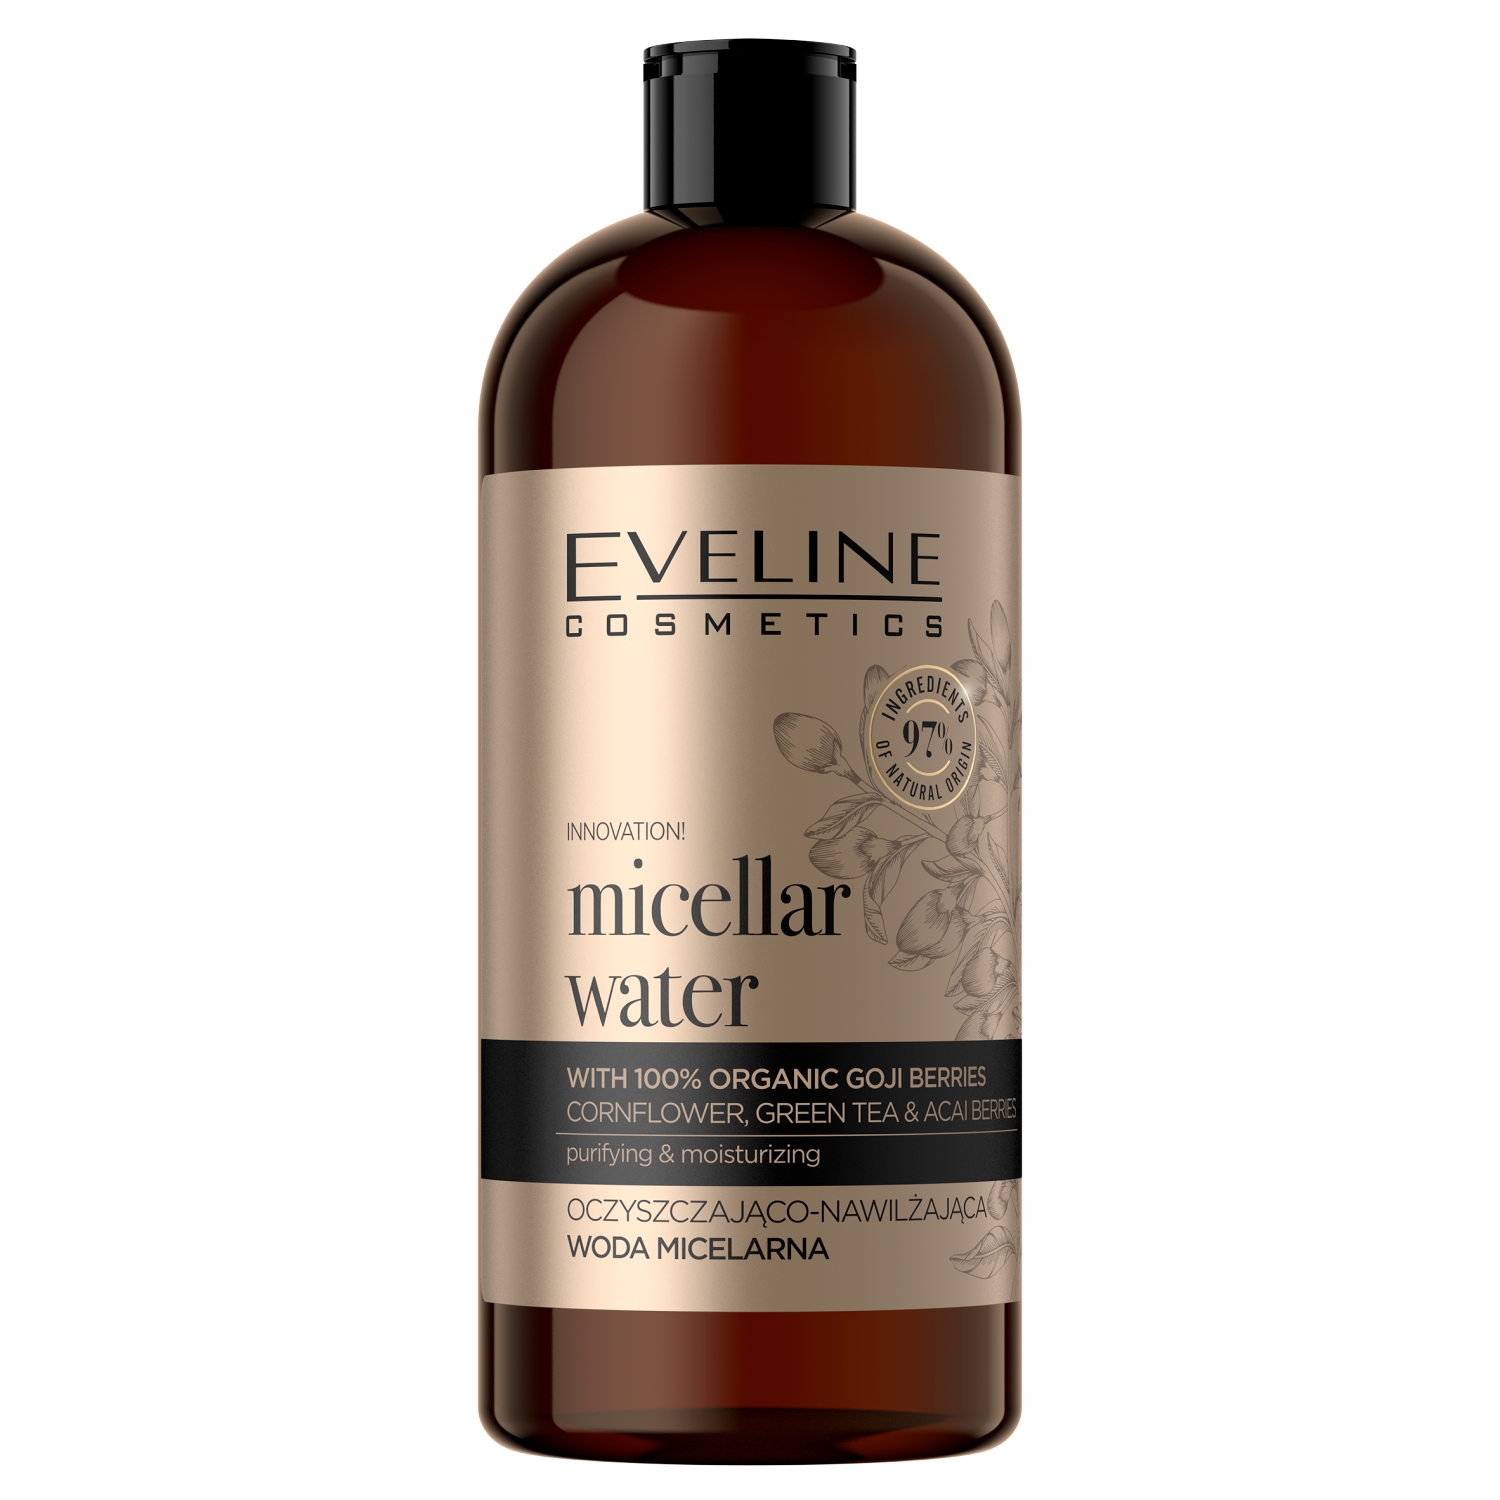 EVELINE
COSMETICS
INGREDIENTS
97%
OF NATURAL ORIGIN
INNOVATION!
micellar
water
WITH 100% ORGANIC GOJI BERRIES
CORNFLOWER, GREEN TEA & ACAI BERRIES
purifying & moisturizing
OCZYSZCZAJĄCO-NAWILŻAJĄCA
WODA MICELARNA